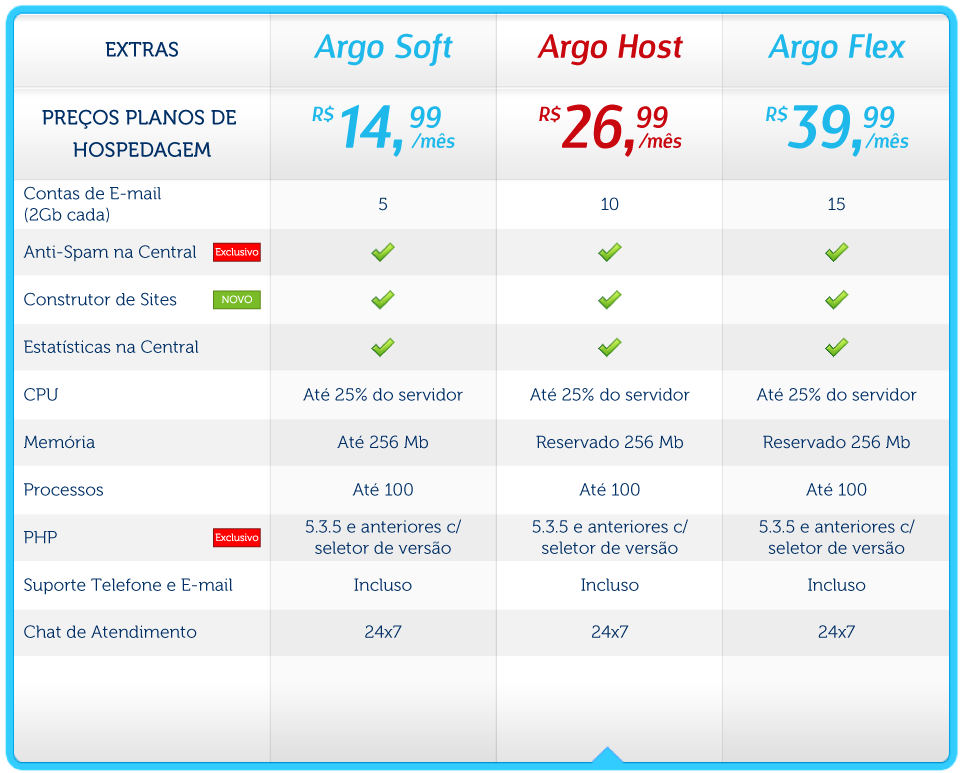 EXTRAS Argo Soft Argo Host Argo Flex
PREÇOS PLANOS DE
HOSPEDAGEM
R$ 14,99 /mês R$ 26,99 /mês R$ 39,99 /mês
Contas de E-mail
(2Gb cada)
5 10 15
Anti-Spam na Central Exclusivo
Construtor de Sites NOVO
Estatísticas na Central
CPU Até 25% do servidor Até 25% do servidor Até 25% do servidor
Memória Até 256 Mb Reservado 256 Mb Reservado 256 Mb
Processos Até 100 Até 100 Até 100
PHP Exclusivo
5.3.5 e anteriores c/ 5.3.5 e anteriores c/ 5.3.5 e anteriores c/
seletor de versão seletor de versão seletor de versão
Suporte Telefone e E-mail Incluso Incluso Incluso
Chat de Atendimento 24x7 24x7 24x7